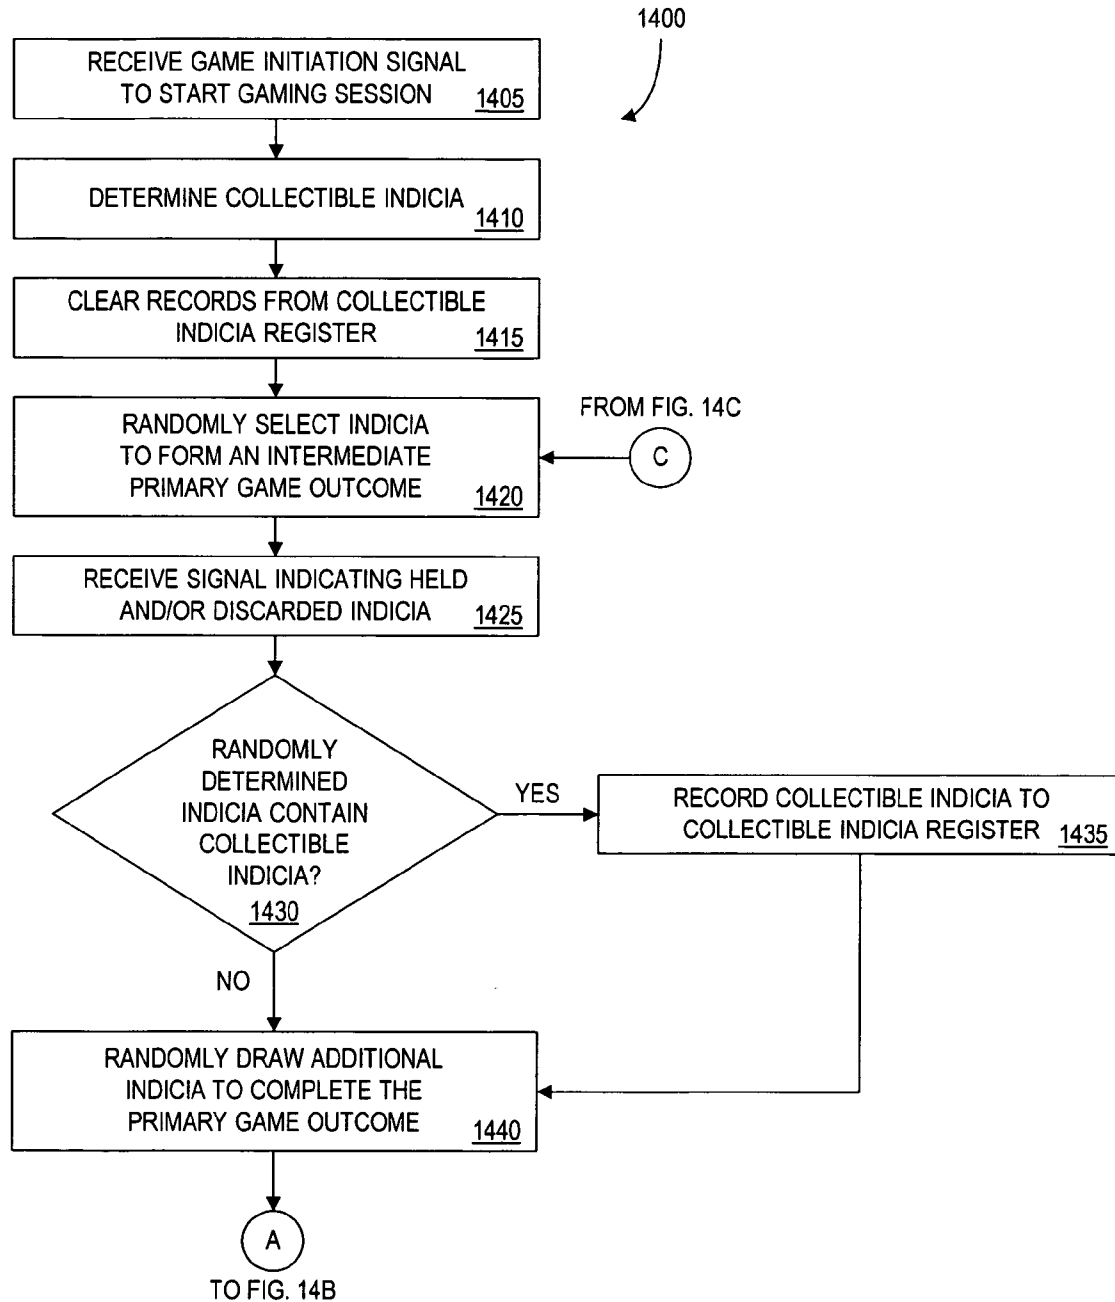 1400
RECEIVE GAME INITIATION SIGNAL
TO START GAMING SESSION 1405
DETERMINE COLLECTIBLE INDICIA
1410
CLEAR RECORDS FROM COLLECTIBLE
INDICIA REGISTER 1415
FROM FIG. 14C
RANDOMLY SELECT INDICIA
TO FORM AN INTERMEDIATE
PRIMARY GAME OUTCOME 1420
C
RECEIVE SIGNAL INDICATING HELD
AND/OR DISCARDED INDICIA 1425
RANDOMLY
DETERMINED
INDICIA CONTAIN
COLLECTIBLE
INDICIA?
1430
YES
RECORD COLLECTIBLE INDICIA TO
COLLECTIBLE INDICIA REGISTER 1435
NO
RANDOMLY DRAW ADDITIONAL
INDICIA TO COMPLETE THE
PRIMARY GAME OUTCOME 1440
A
TO FIG. 14B